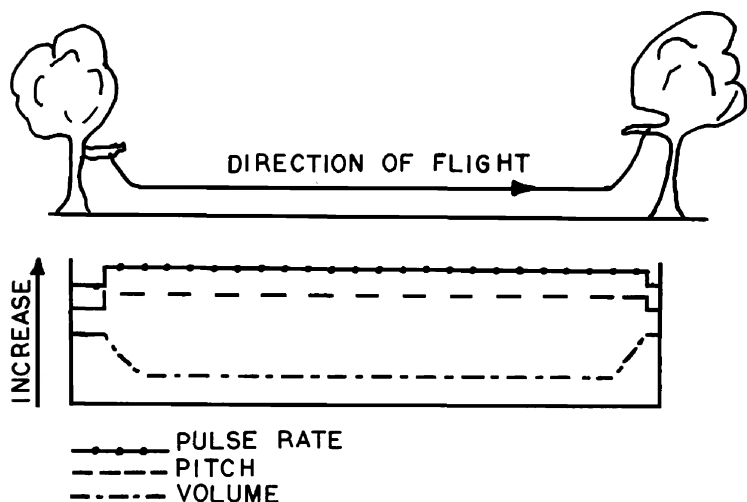 DIRECTION OF FLIGHT
INCREASE
PULSE RATE
PITCH
VOLUME